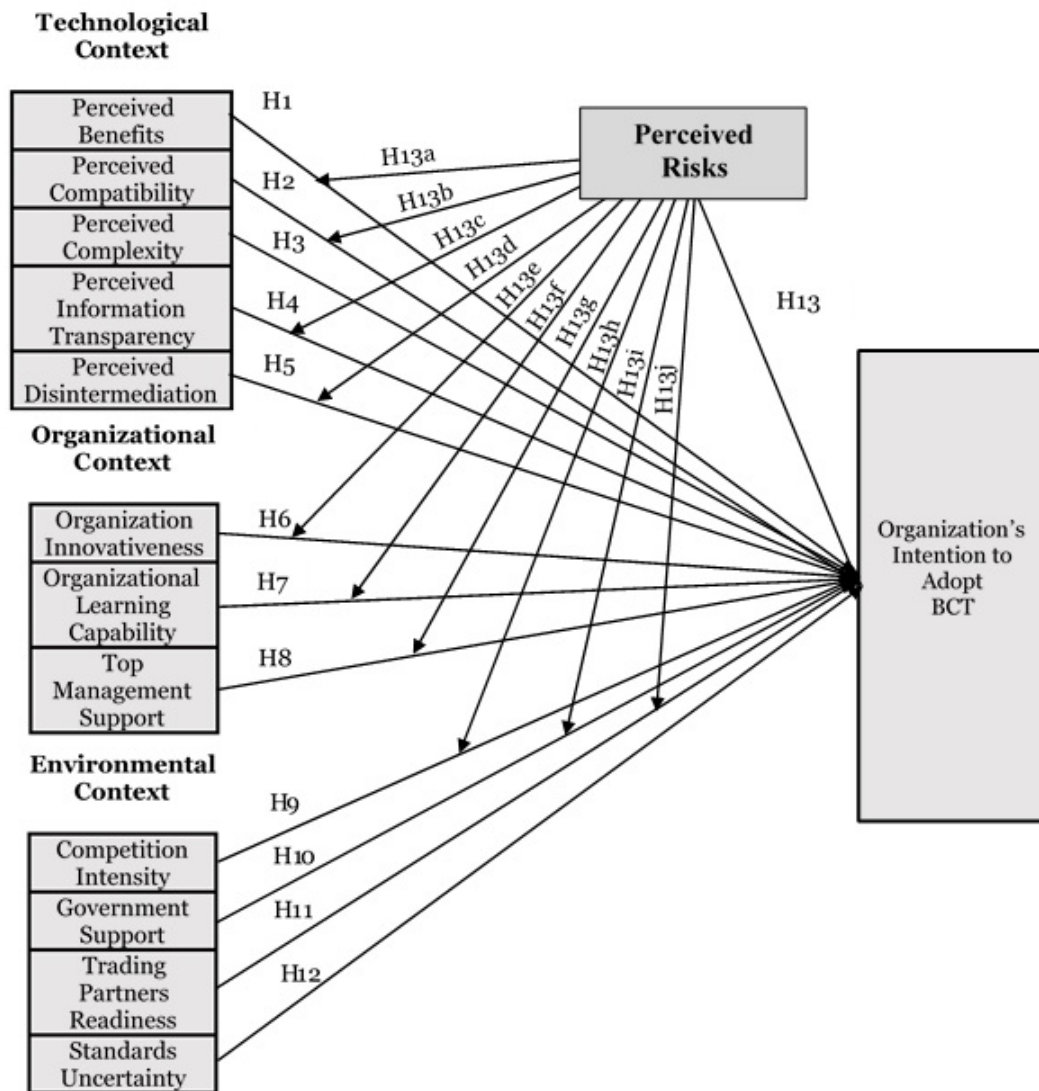 Technological
Context
Perceived
Benefits
Perceived
Compatibility
Perceived
Complexity
Perceived
Information
Transparency
Perceived
Disintermediation
Organizational
Context
Organization
Innovativeness
Organizational
Learning
Capability
Top
Management
Support
Environmental
Context
Competition
Intensity
Government
Support
Trading
Partners
Readiness
Standards
Uncertainty
H1
H2
H3
H4
H5
H6
H7
H8
H9
H10
H11
H12
Perceived
Risks
H13a
H13b
H13c
H13d
H13e
H13f
H13g
H13h
H13i
H13j
H13
Organization's
Intention to
Adopt
BCT